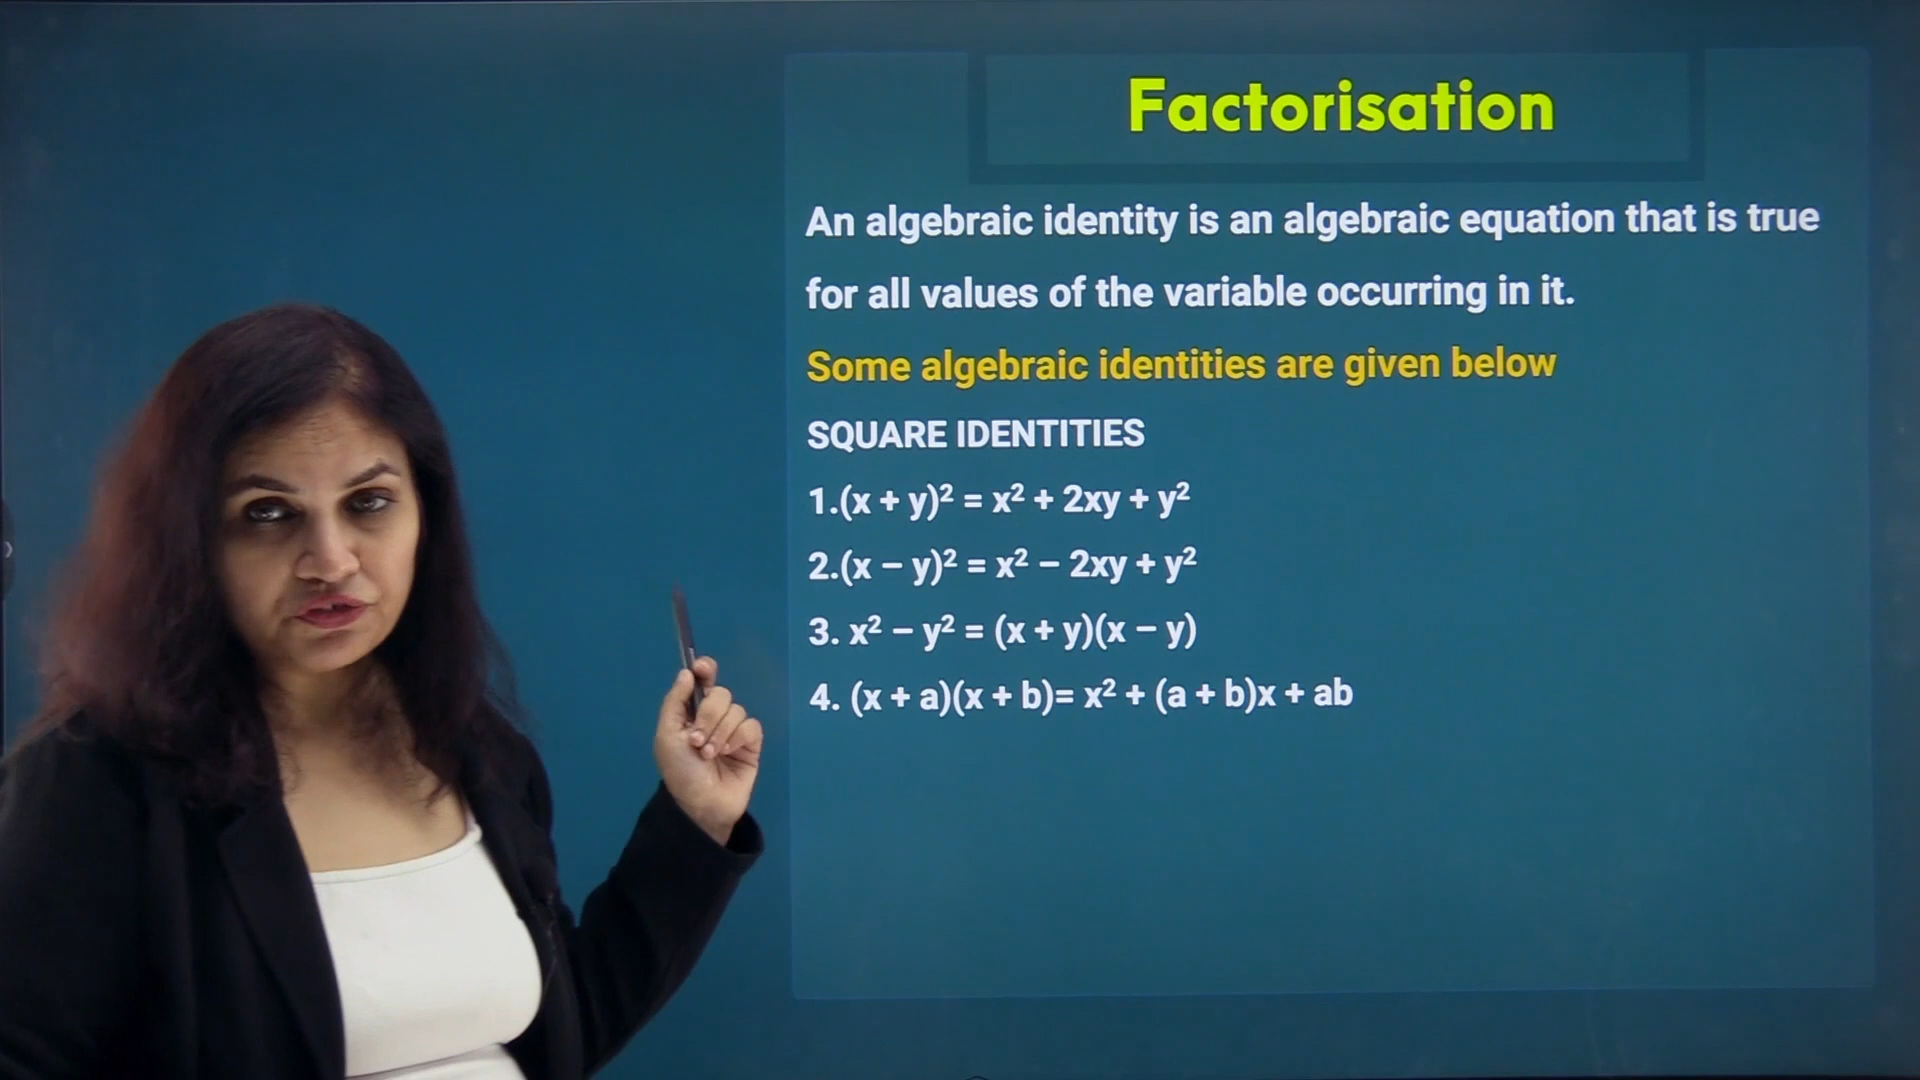 Factorisation
An algebraic identity is an algebraic equation that is true
for all values of the variable occurring in it.
Some algebraic identities are given below
SQUARE IDENTITIES
1.(x + y)² = x² + 2xy + y²
2.(x – y)² = x² – 2xy + y²
3. x² – y² = (x + y)(x – y)
4. (x + a)(x + b)= x² + (a + b)x + ab